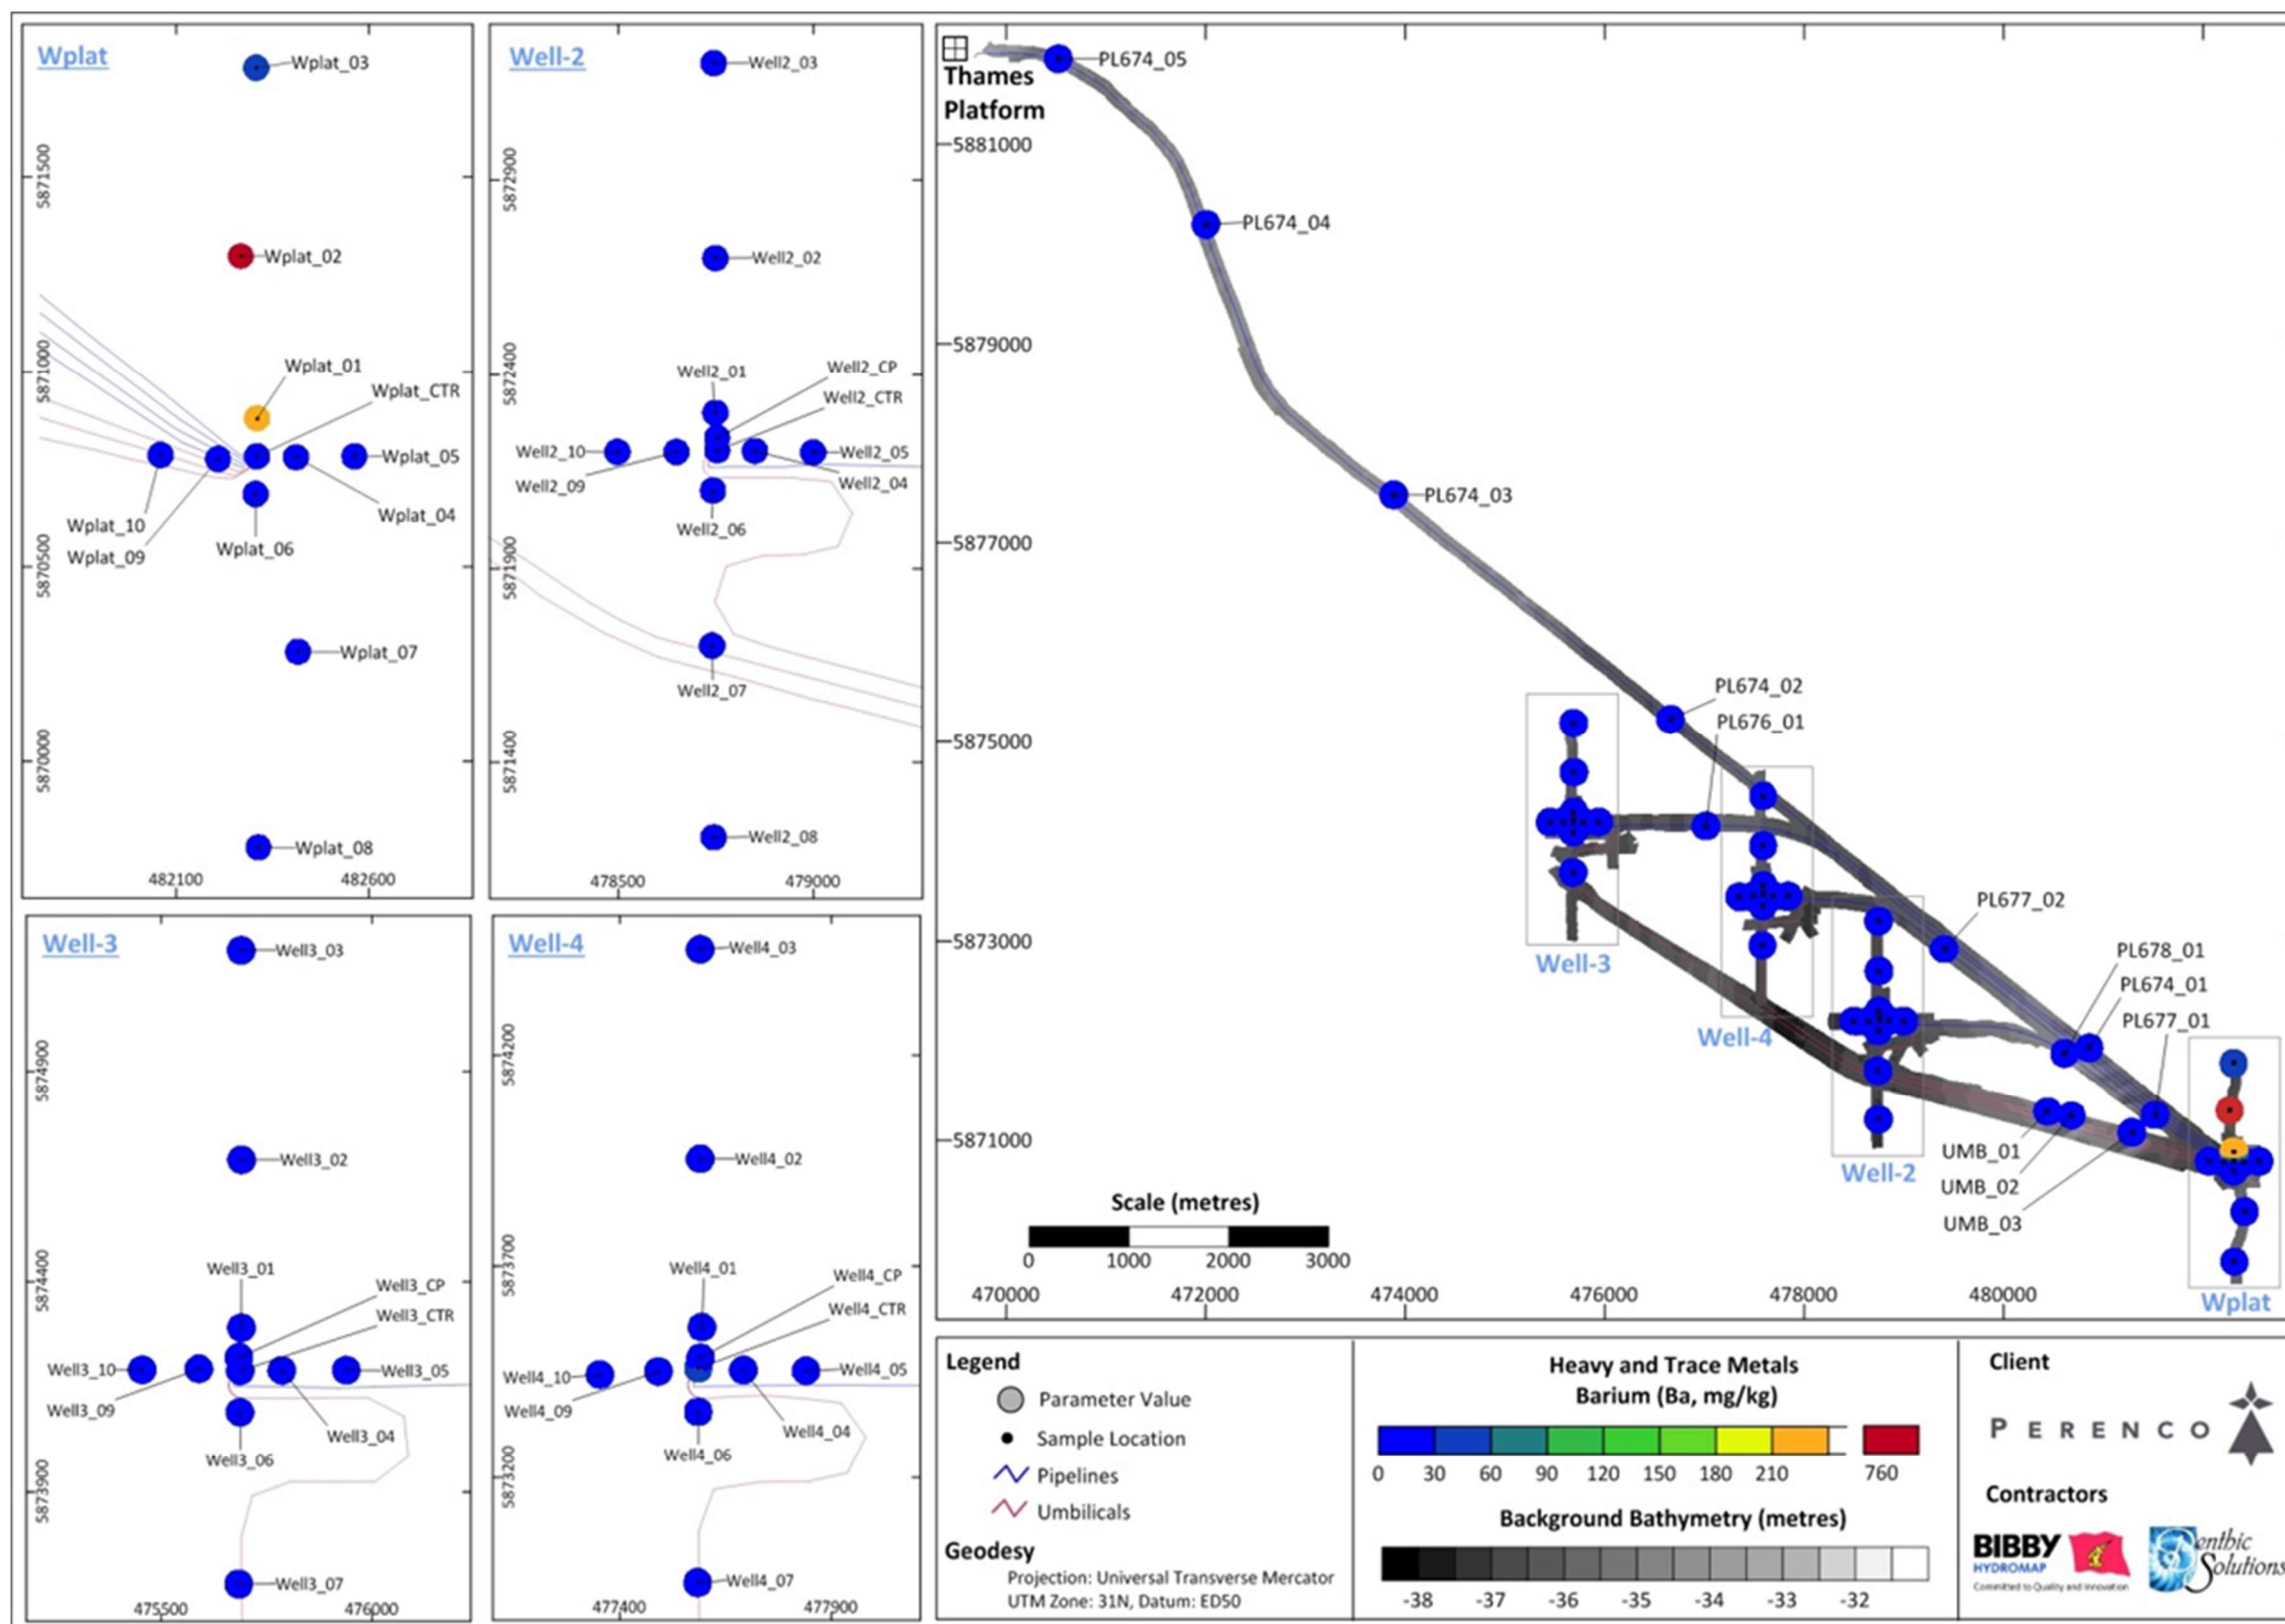 Wplat
Wplat_03
5871500
Wplat_02
Wplat_01
5871000
Wplat_CTR
Wplat_05
Wplat_10
Wplat_04
Wplat_09
Wplat_06
5870500
Wplat_07
5870000
Wplat_08
482100
482600
Well-2
Well2_03
5872900
Well2_02
Well2_01
Well2_CP
5872400
Well2_CTR
Well2_10
Well2_05
Well2_09
Well2_04
Well2_06
5871900
Well2_07
5871400
Well2_08
478500
479000
Well-3
Well3_03
5874900
Well3_02
Well3_01
5874400
Well3_CP
Well3_CTR
Well3_10
Well3_05
Well3_09
Well3_04
Well3_06
5873900
Well3_07
475500
476000
Well-4
Well4_03
5874200
Well4_02
Well4_01
5873700
Well4_CP
Well4_CTR
Well4_10
Well4_05
Well4_09
Well4_04
Well4_06
5873200
Well4_07
477400
477900
Thames
Platform
PL674_05
5881000
PL674_04
5879000
PL674_03
5877000
PL674_02
PL676_01
5875000
PL677_02
5873000
PL678_01
Well-3
PL674_01
PL677_01
Well-4
5871000
UMB_01
Well-2
UMB_02
UMB_03
Scale (metres)
0 1000 2000 3000
470000 472000 474000 476000 478000 480000
Wplat
Legend
Parameter Value
Sample Location
Pipelines
Umbilicals
Geodesy
Projection: Universal Transverse Mercator
UTM Zone: 31N, Datum: ED50
Heavy and Trace Metals
Barium (Ba, mg/kg)
0 30 60 90 120 150 180 210 760
Background Bathymetry (metres)
-38 -37 -36 -35 -34 -33 -32
Client
PERENCO
Contractors
BIBBY
HYDROMAP
Committed to Quality and Innovation
Benthic
Solutions